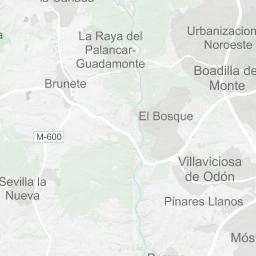 La Raya del
Palancar-
Guadamonte
Urbanizacion
Noroeste
Boadilla del
Monte
Brunete
El Bosque
M-600
Villaviciosa
de Odón
Sevilla la
Nueva
Pinares Llanos